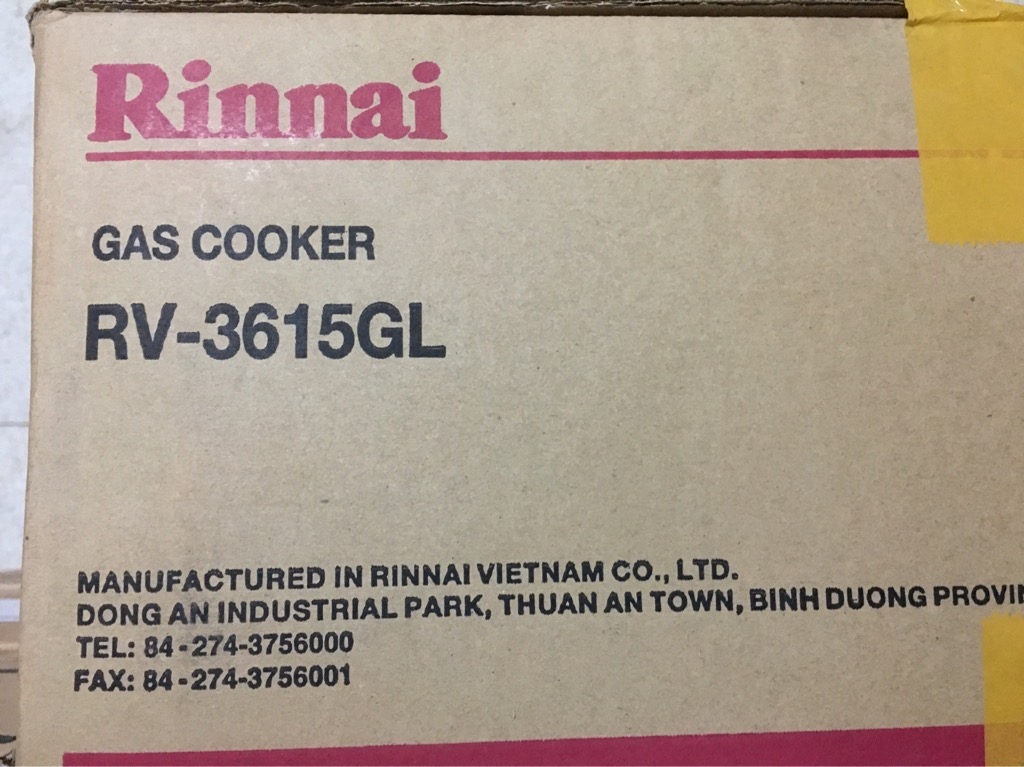 Rinnai
GAS COOKER
RV-3615GL
MANUFACTURED IN RINNAI VIETNAM CO., LTD.
DONG AN INDUSTRIAL PARK, THUAN AN TOWN, BINH DUONG
TEL: 84-274-3756000
FAX: 84-274-3756001